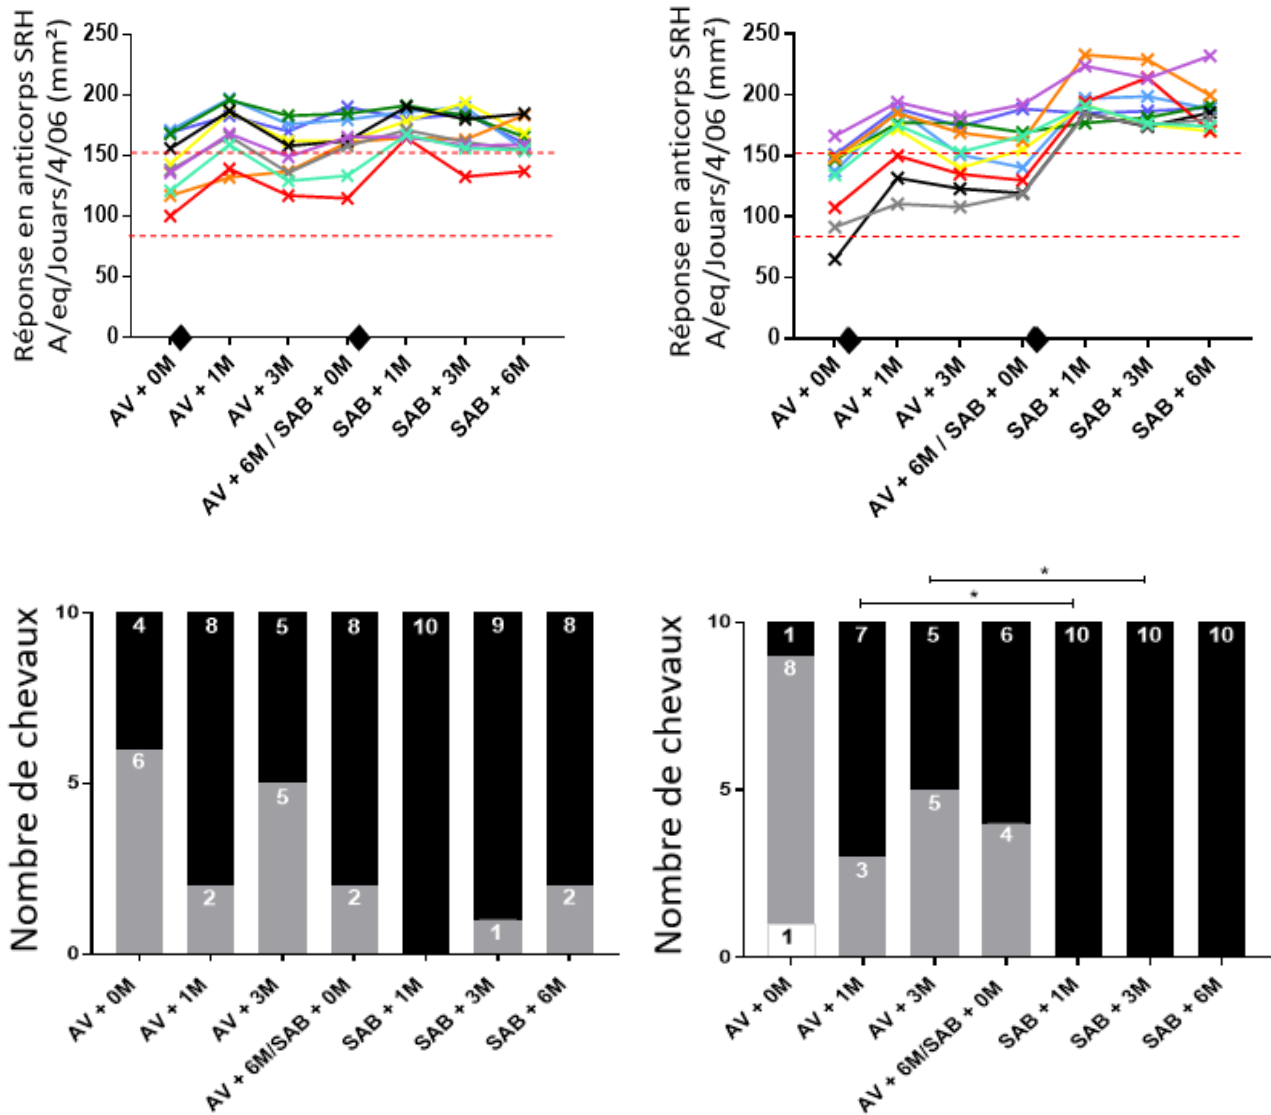 Réponse en anticorps SRH
A/eq/Jouars/4/06 (mm²)
250
200
150
100
50
0
AV + 0M
AV + 1M
AV + 3M
AV + 6M / SAB + 0M
SAB + 1M
SAB + 3M
SAB + 6M
Réponse en anticorps SRH
A/eq/Jouars/4/06 (mm²)
250
200
150
100
50
0
AV + 0M
AV + 1M
AV + 3M
AV + 6M / SAB + 0M
SAB + 1M
SAB + 3M
SAB + 6M
Nombre de chevaux
10
5
0
4
8
5
8
10
9
8
6
2
5
2
1
2
AV + 0M
AV + 1M
AV + 3M
AV + 6M/SAB + 0M
SAB + 1M
SAB + 3M
SAB + 6M
*
*
Nombre de chevaux
10
5
0
1
7
5
6
10
10
10
8
3
5
4
1
AV + 0M
AV + 1M
AV + 3M
AV + 6M/SAB + 0M
SAB + 1M
SAB + 3M
SAB + 6M